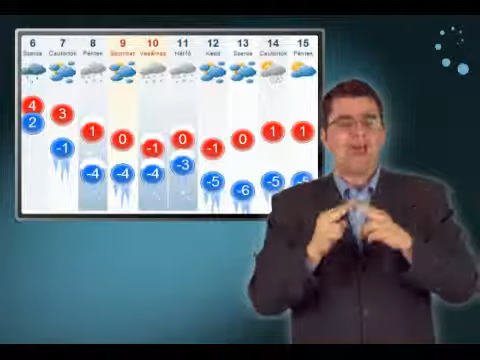 6 7 8 9 10 11 12 13 14 15
Szerda Csütörtök Péntek Szombat Vasárnap Hétfő Kedd Szerda Csütörtök Péntek
4 3 1 0 -1 0 -1 0 1 1
2 -1 -4 -4 -4 -3 -5 -6